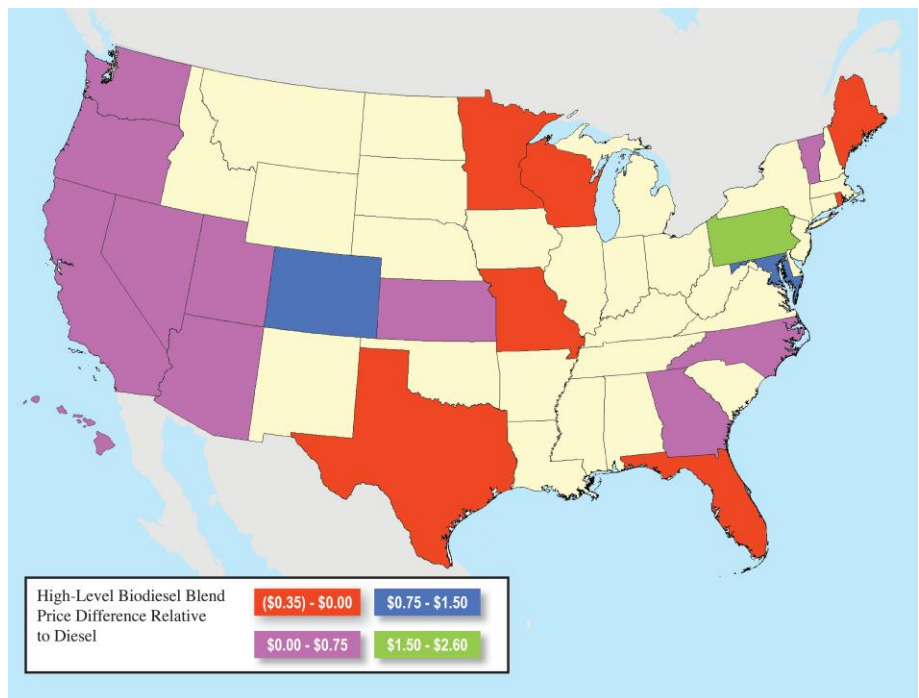 High-Level Biodiesel Blend
Price Difference Relative
to Diesel
($0.35) - $0.00
$0.75 - $1.50
$0.00 - $0.75
$1.50 - $2.60